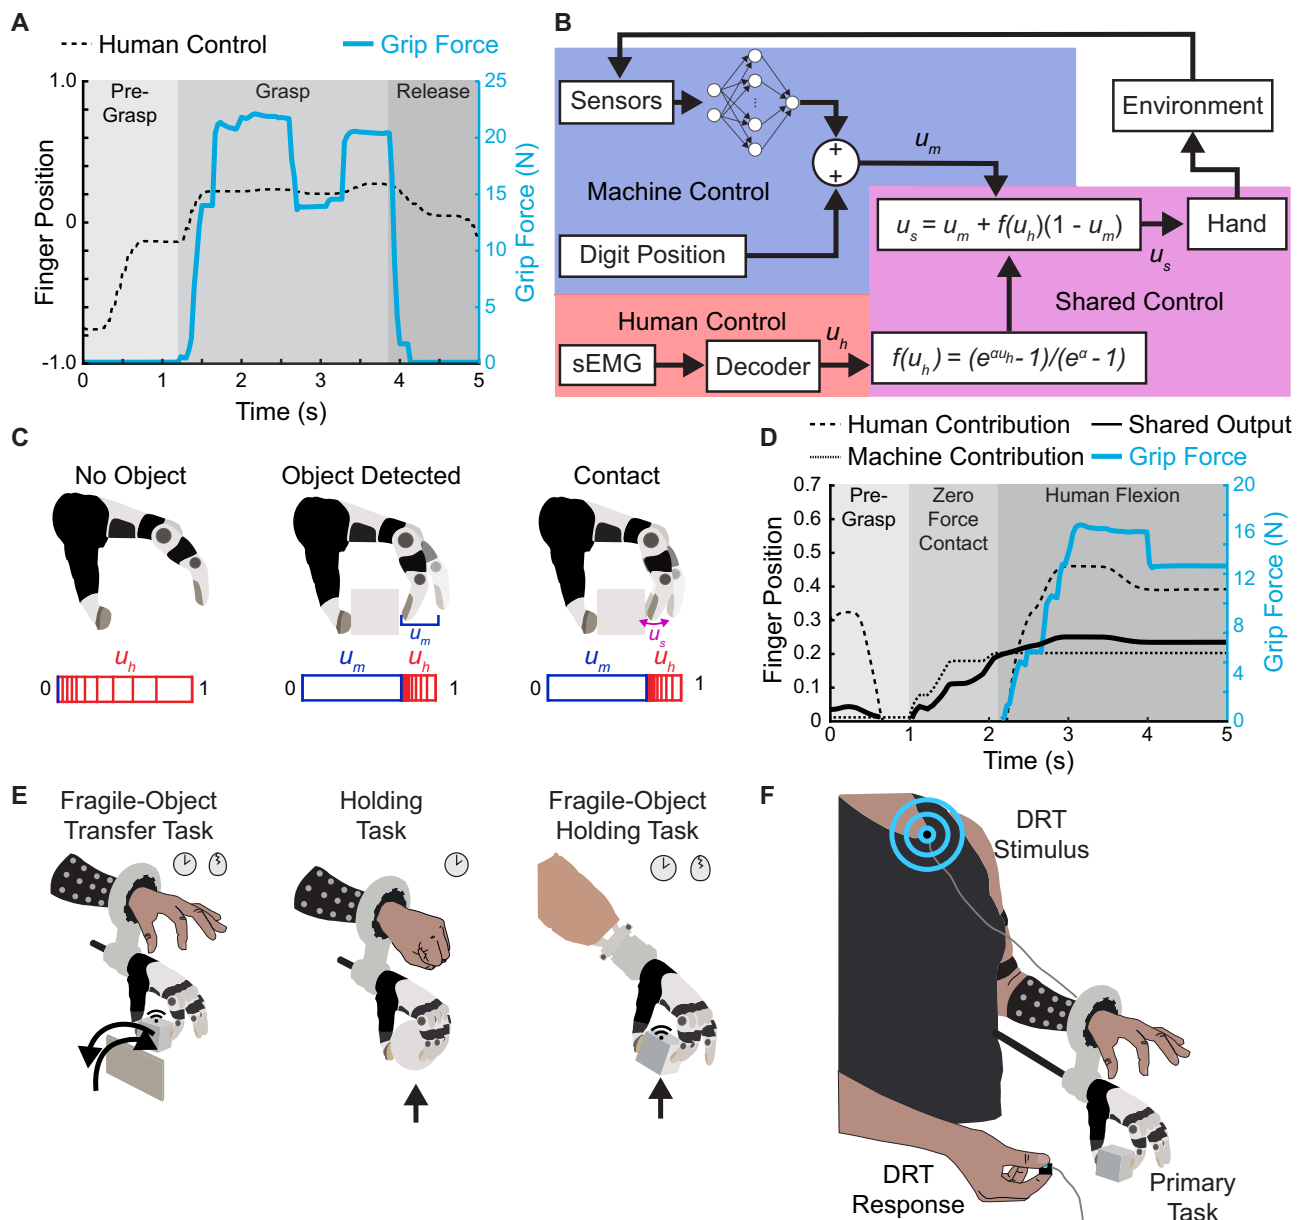 A
Human Control
Grip Force
1.0
0
-1.0
Finger Position
Pre-
Grasp
Grasp
Release
25
20
15
10
5
0
Grip Force (N)
0
1
2
3
4
5
Time (s)
B
Sensors
Environment
+
+
u_m
Machine Control
Digit Position
u_s = u_m + f(u_h)(1 - u_m)
Hand
u_s
Shared Control
Human Control
sEMG
Decoder
u_h
f(u_h) = (e^{αu_h} - 1)/(e^α - 1)
C
No Object
Object Detected
Contact
u_m
u_s
u_h
0
1
u_m
u_h
0
1
u_m
u_h
0
1
D
Human Contribution
Shared Output
Machine Contribution
Grip Force
0.7
0.6
0.5
0.4
0.3
0.2
0.1
0
Finger Position
Pre-
Grasp
Zero
Force
Contact
Human Flexion
20
16
12
8
4
0
Grip Force (N)
0
1
2
3
4
5
Time (s)
E
Fragile-Object
Transfer Task
Holding
Task
Fragile-Object
Holding Task
F
DRT
Stimulus
DRT
Response
Primary
Task